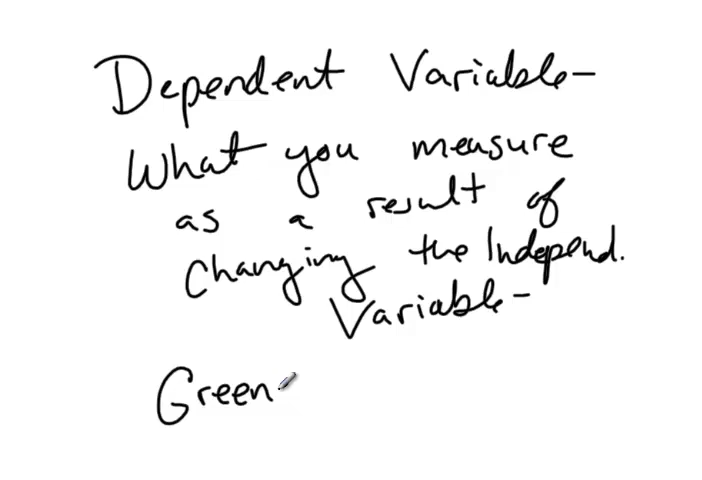 Dependent Variable-
What you measure
as a result of
Changing the Independ.
Variable-
Green